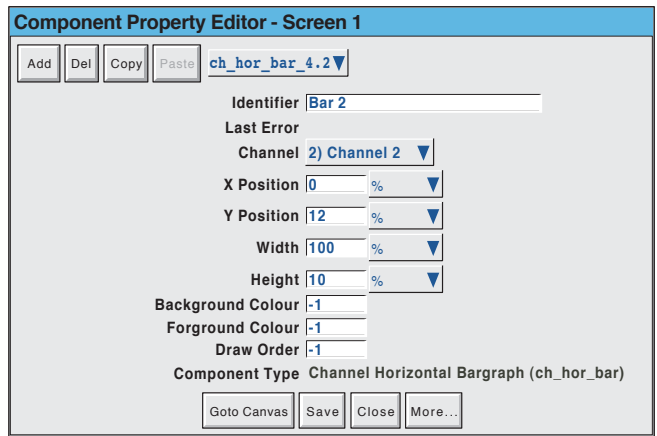 Component Property Editor - Screen 1
Add Del Copy Paste ch_hor_bar_4.2
Identifier Bar 2
Last Error
Channel 2) Channel 2
X Position 0 %
Y Position 12 %
Width 100 %
Height 10 %
Background Colour -1
Forground Colour -1
Draw Order -1
Component Type Channel Horizontal Bargraph (ch_hor_bar)
Goto Canvas Save Close More...